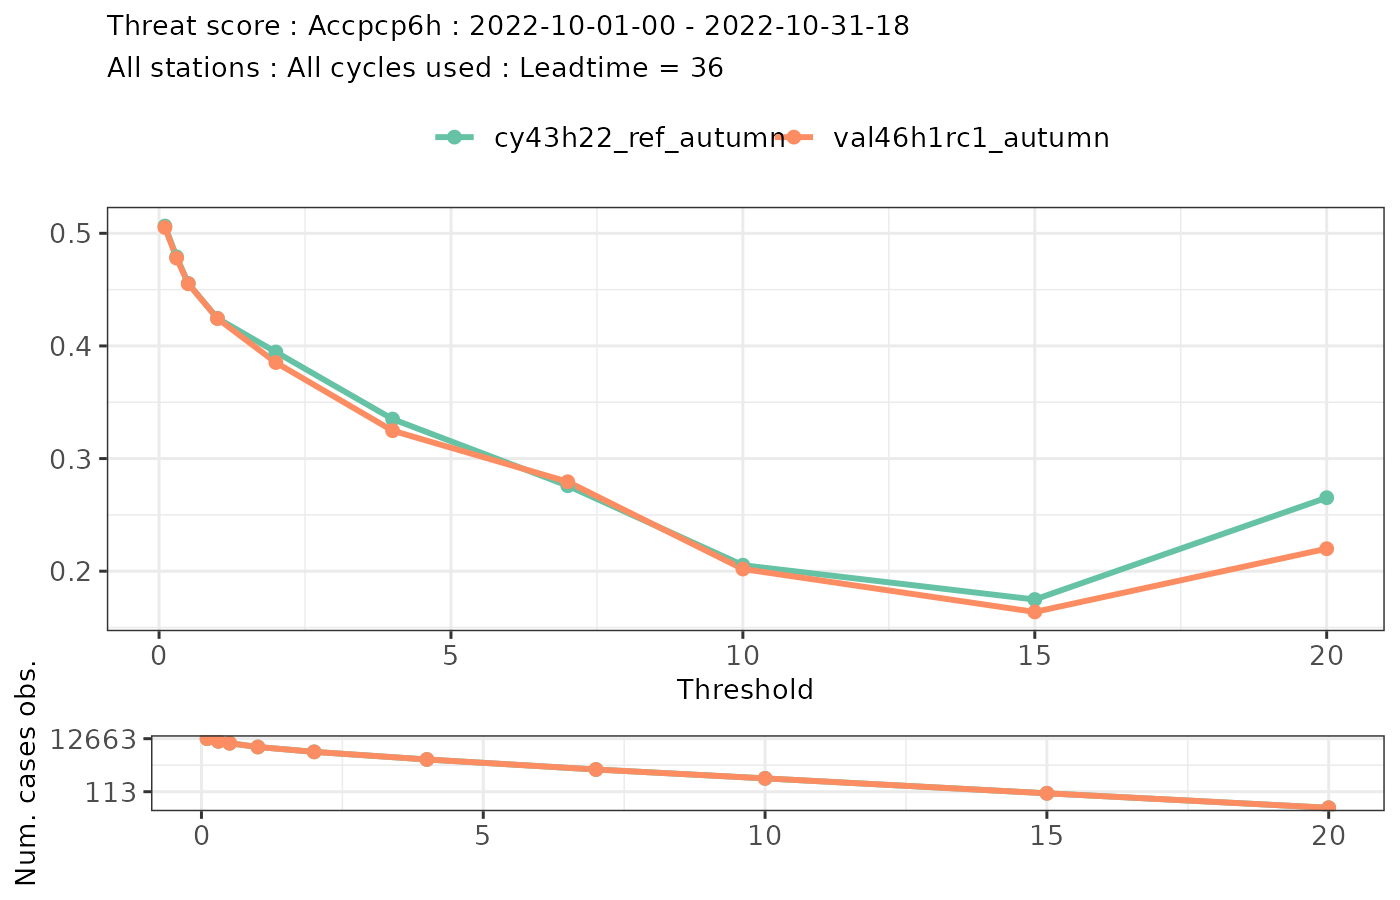 Threat score : Accpcp6h : 2022-10-01-00 - 2022-10-31-18
All stations : All cycles used : Leadtime = 36
cy43h22_ref_autumn val46h1rc1_autumn
0.5
0.4
0.3
0.2
0 5 10 15 20
Threshold
Num. cases obs.
12663
113
0 5 10 15 20